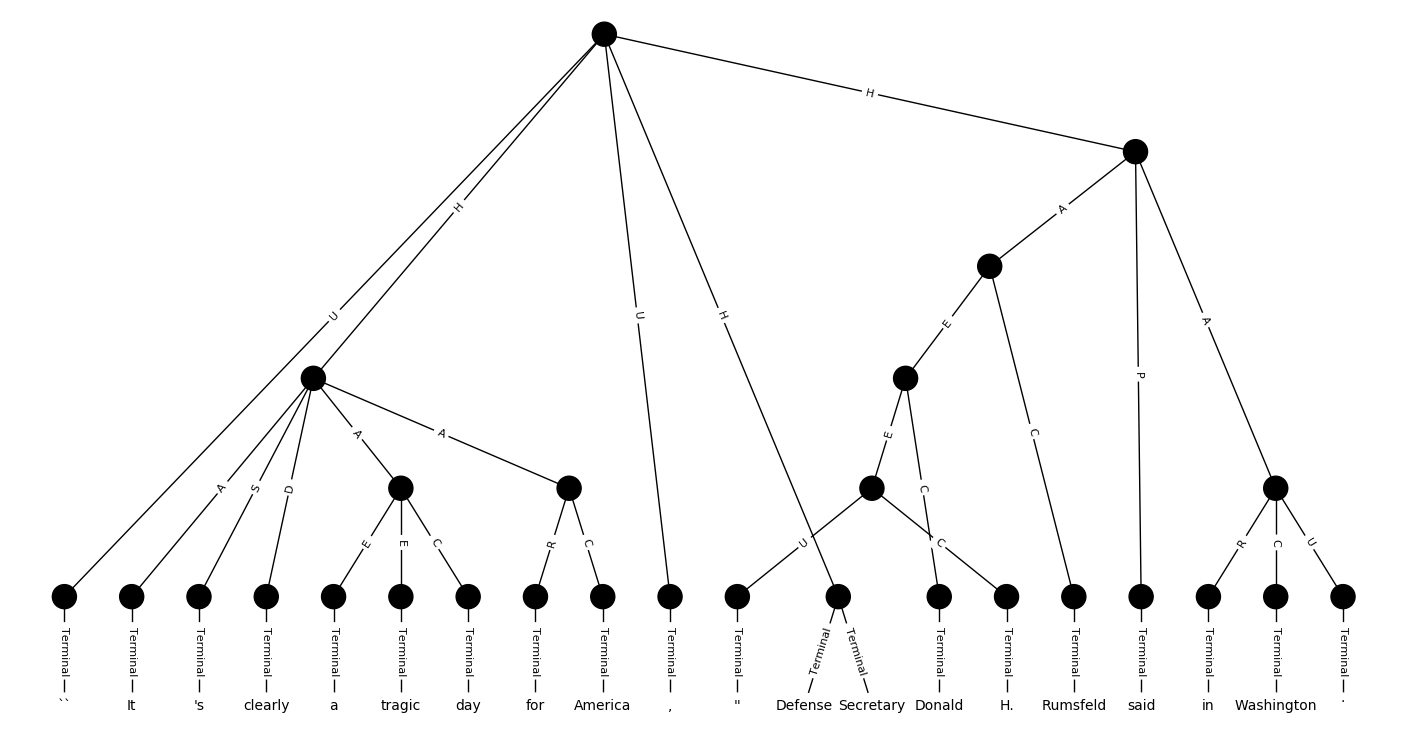 H
A
H
A
U
U
H
E
A
P
A
A
E
C
A
S
D
C
E
E
C
R
C
U
C
R
C
U
Terminal Terminal Terminal Terminal Terminal Terminal Terminal Terminal Terminal Terminal Terminal Terminal Terminal Terminal Terminal Terminal Terminal Terminal Terminal Terminal
`` It 's clearly a tragic day for America , " Defense Secretary Donald H. Rumsfeld said in Washington .